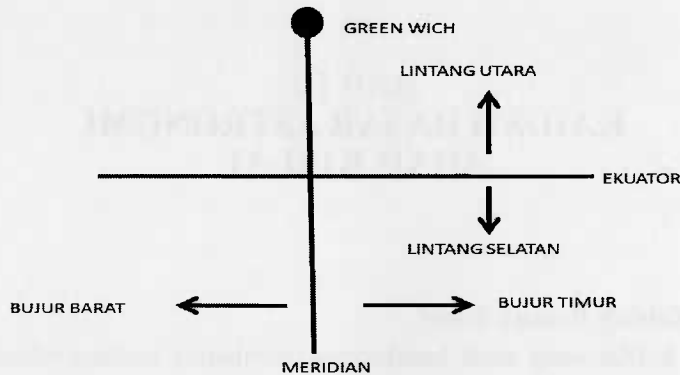 GREEN WICH
LINTANG UTARA
EKUATOR
LINTANG SELATAN
BUJUR BARAT
BUJUR TIMUR
MERIDIAN